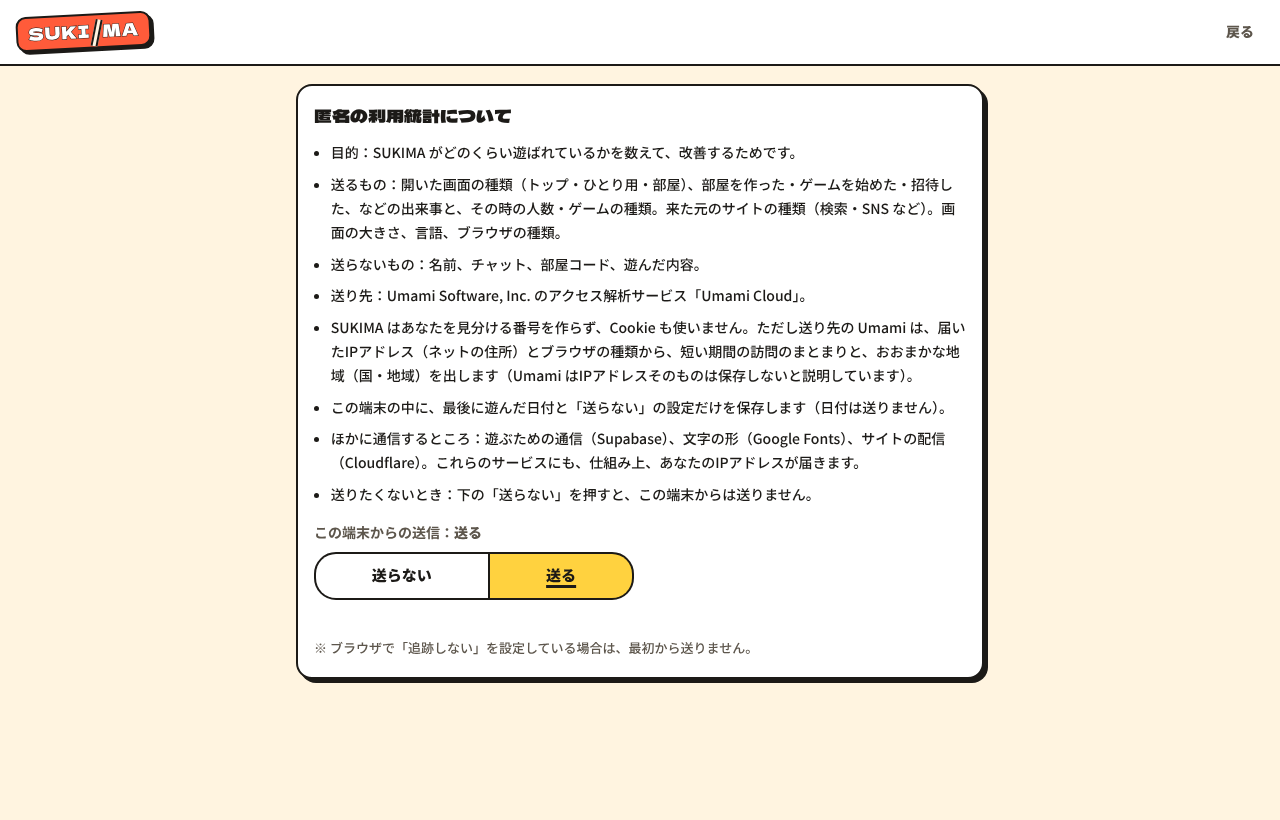 SUKI//MA
戻る
匿名の利用統計について
• 目的：SUKIMA がどのくらい遊ばれているかを数えて、改善するためです。
• 送るもの：開いた画面の種類（トップ・ひとり用・部屋）、部屋を作った・ゲームを始めた・招待し
た、などの出来事と、その時の人数・ゲームの種類。来た元のサイトの種類（検索・SNS など）。画
面の大きさ、言語、ブラウザの種類。
• 送らないもの：名前、チャット、部屋コード、遊んだ内容。
• 送り先：Umami Software, Inc. のアクセス解析サービス「Umami Cloud」。
• SUKIMA はあなたを見分ける番号を作らず、Cookie も使いません。ただし送り先の Umami は、届い
たIPアドレス（ネットの住所）とブラウザの種類から、短い期間の訪問のまとまりと、おおまかな地
域（国・地域）を出します（Umami はIPアドレスそのものは保存しないと説明しています）。
• この端末の中に、最後に遊んだ日付と「送らない」の設定だけを保存します（日付は送りません）。
• ほかに通信するところ：遊ぶための通信（Supabase）、文字の形（Google Fonts）、サイトの配信
（Cloudflare）。これらのサービスにも、仕組み上、あなたのIPアドレスが届きます。
• 送りたくないとき：下の「送らない」を押すと、この端末からは送りません。
この端末からの送信：送る
送らない
送る
※ ブラウザで「追跡しない」を設定している場合は、最初から送りません。